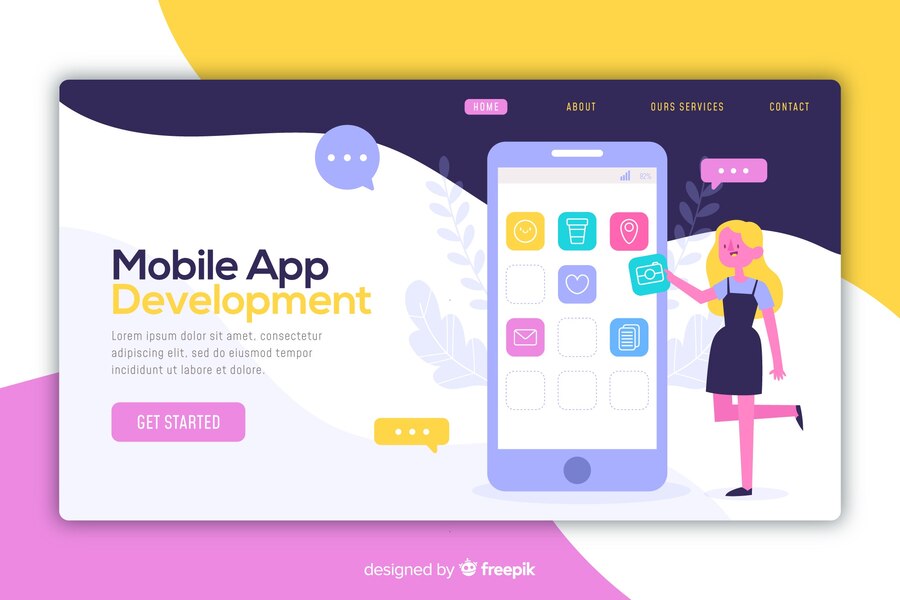 HOME
ABOUT
OURS SERVICES
CONTACT
82%
Mobile App
Development
Lorem ipsum dolor sit amet, consectetur
adipiscing elit, sed do eiusmod tempor
incididunt ut labore et dolore.
GET STARTED
designed by freepik